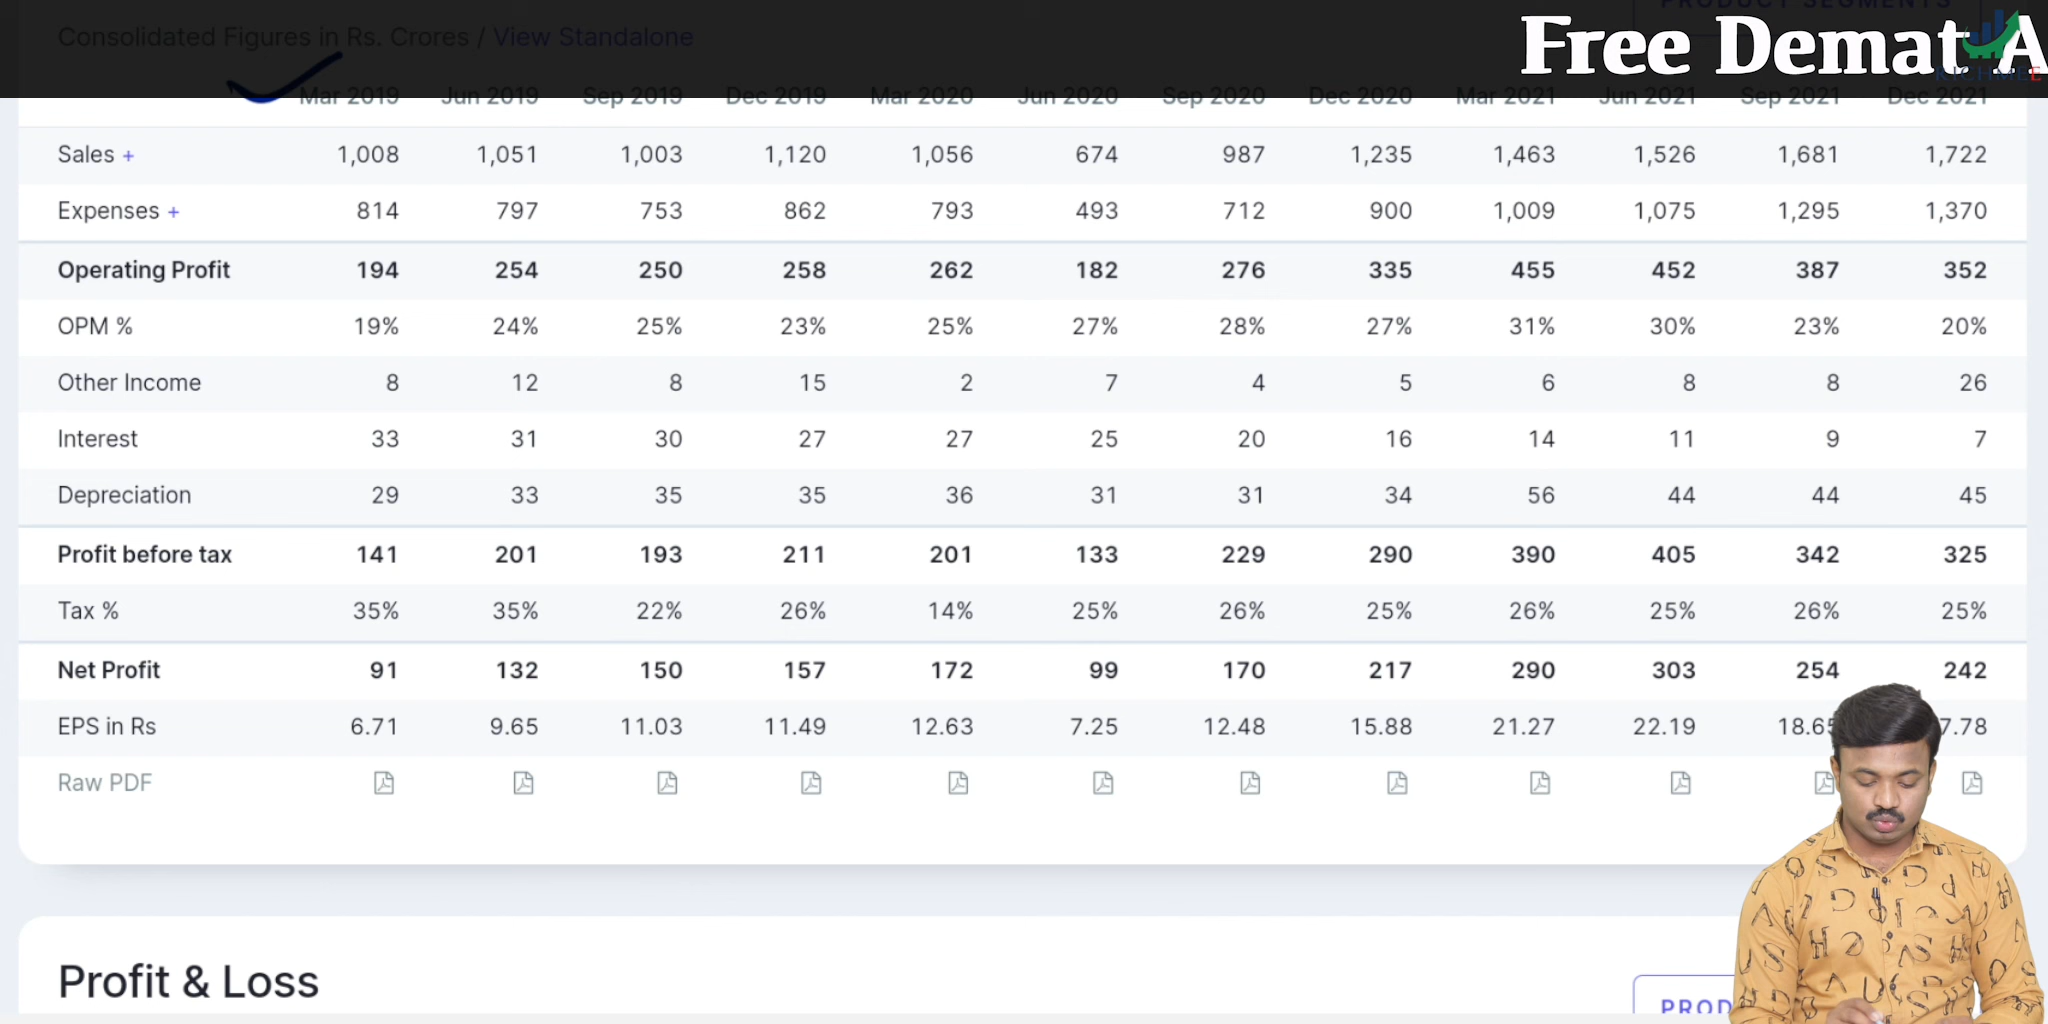 PRODUCT SEGMENTS
Free Demat A
RICHMEE
Consolidated Figures in Rs. Crores / View Standalone
Mar 2019 Jun 2019 Sep 2019 Dec 2019 Mar 2020 Jun 2020 Sep 2020 Dec 2020 Mar 2021 Jun 2021 Sep 2021 Dec 2021
Sales + 1,008 1,051 1,003 1,120 1,056 674 987 1,235 1,463 1,526 1,681 1,722
Expenses + 814 797 753 862 793 493 712 900 1,009 1,075 1,295 1,370
Operating Profit 194 254 250 258 262 182 276 335 455 452 387 352
OPM % 19% 24% 25% 23% 25% 27% 28% 27% 31% 30% 23% 20%
Other Income 8 12 8 15 2 7 4 5 6 8 8 26
Interest 33 31 30 27 27 25 20 16 14 11 9 7
Depreciation 29 33 35 35 36 31 31 34 56 44 44 45
Profit before tax 141 201 193 211 201 133 229 290 390 405 342 325
Tax % 35% 35% 22% 26% 14% 25% 26% 25% 26% 25% 26% 25%
Net Profit 91 132 150 157 172 99 170 217 290 303 254 242
EPS in Rs 6.71 9.65 11.03 11.49 12.63 7.25 12.48 15.88 21.27 22.19 18.65 7.78
Raw PDF
Profit & Loss
PROD